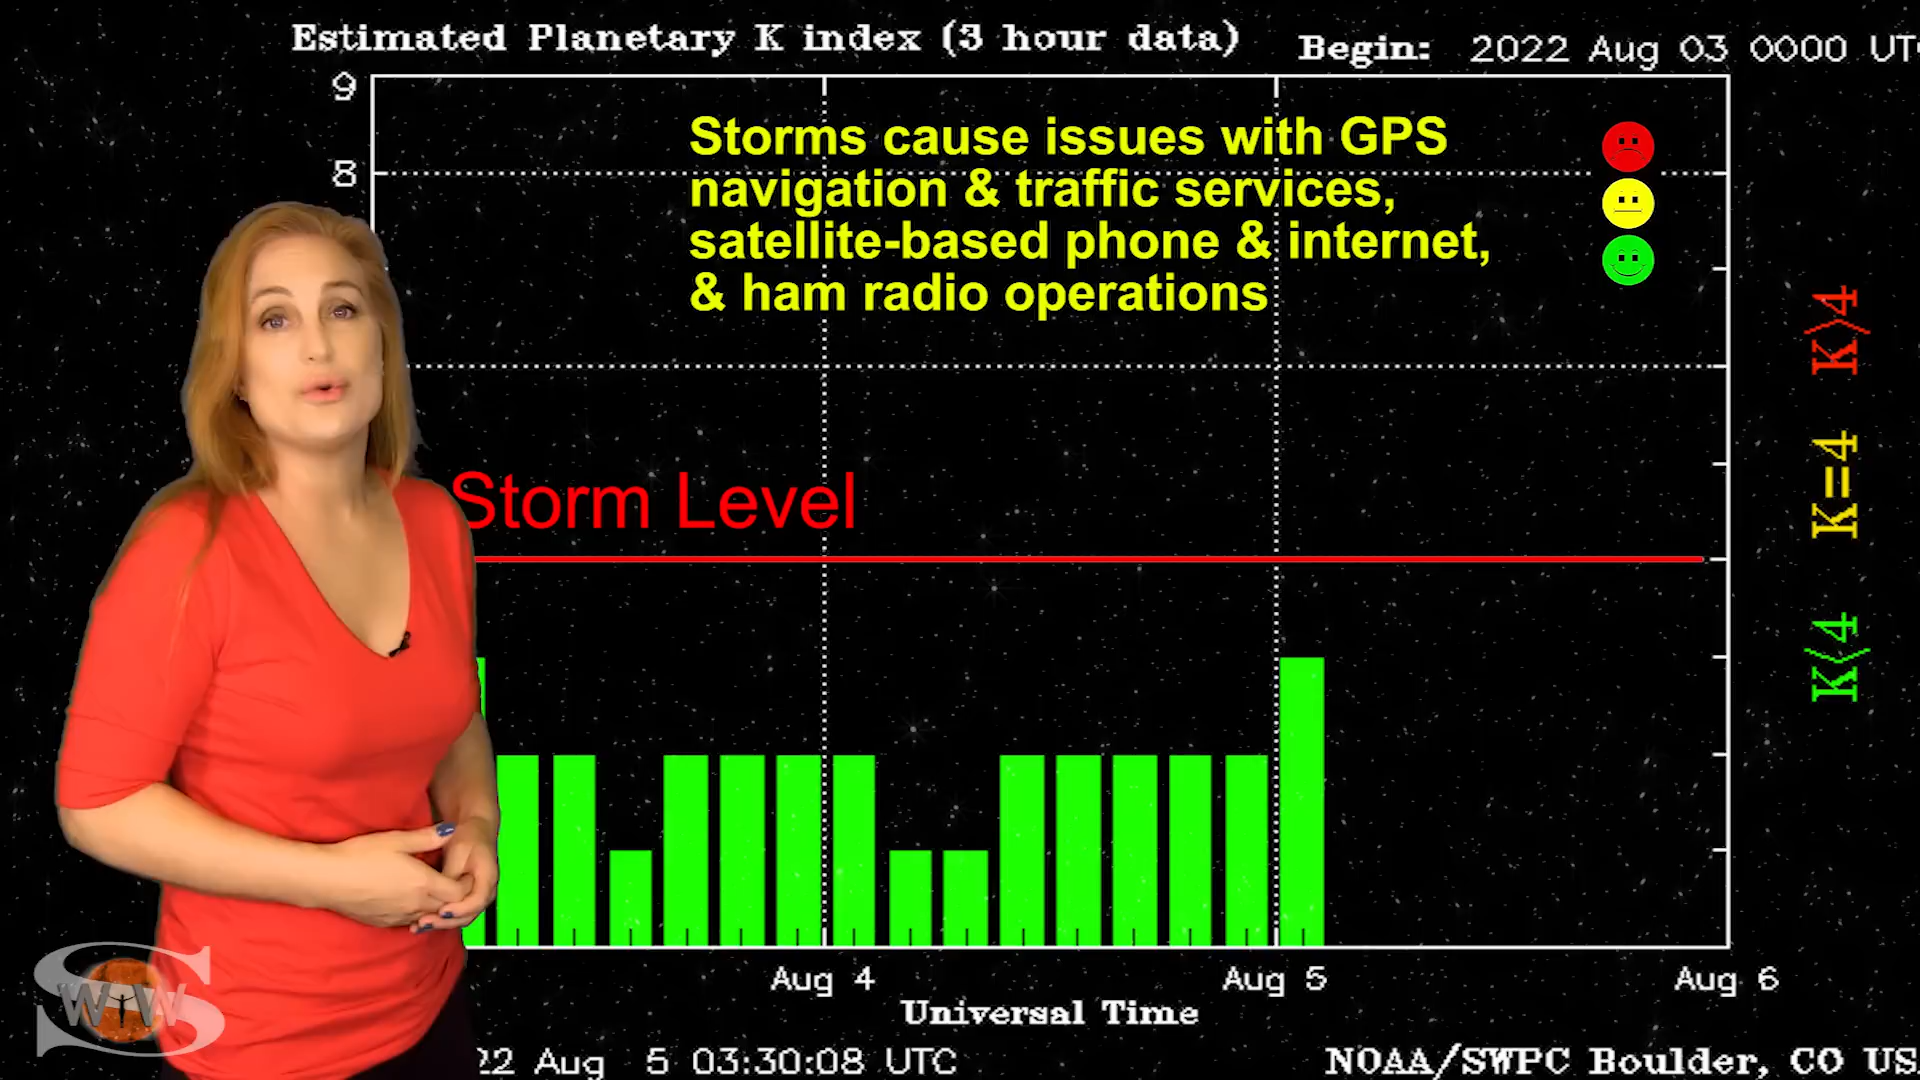 Estimated Planetary K index (3 hour data)
Begin: 2022 Aug 03 0000 UTC
9
8
Storms cause issues with GPS
navigation & traffic services,
satellite-based phone & internet,
& ham radio operations
Storm Level
K>4
K=4
K<4
Aug 4
Aug 5
Aug 6
Universal Time
22 Aug 5 03:30:08 UTC
NOAA/SWPC Boulder, CO US
S
WTW